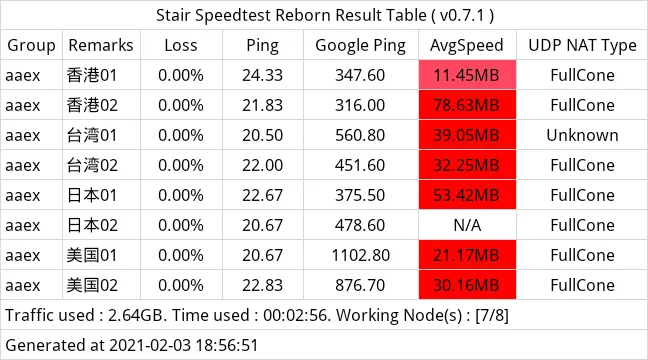 Stair Speedtest Reborn Result Table ( v0.7.1 )
Group Remarks Loss Ping Google Ping AvgSpeed UDP NAT Type
aaex 香港01 0.00% 24.33 347.60 11.45MB FullCone
aaex 香港02 0.00% 21.83 316.00 78.63MB FullCone
aaex 台湾01 0.00% 20.50 560.80 39.05MB Unknown
aaex 台湾02 0.00% 22.00 451.60 32.25MB FullCone
aaex 日本01 0.00% 22.67 375.50 53.42MB FullCone
aaex 日本02 0.00% 20.67 478.60 N/A FullCone
aaex 美国01 0.00% 20.67 1102.80 21.17MB FullCone
aaex 美国02 0.00% 22.83 876.70 30.16MB FullCone
Traffic used : 2.64GB. Time used : 00:02:56. Working Node(s) : [7/8]
Generated at 2021-02-03 18:56:51